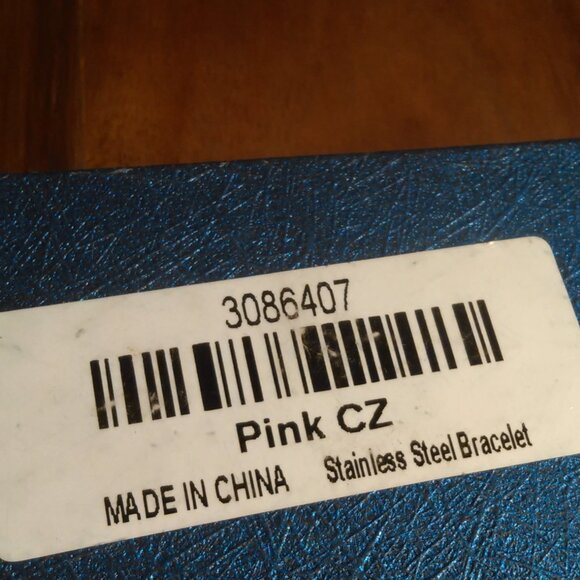 3086407
Pink CZ
MADE IN CHINA Stainless Steel Bracelet